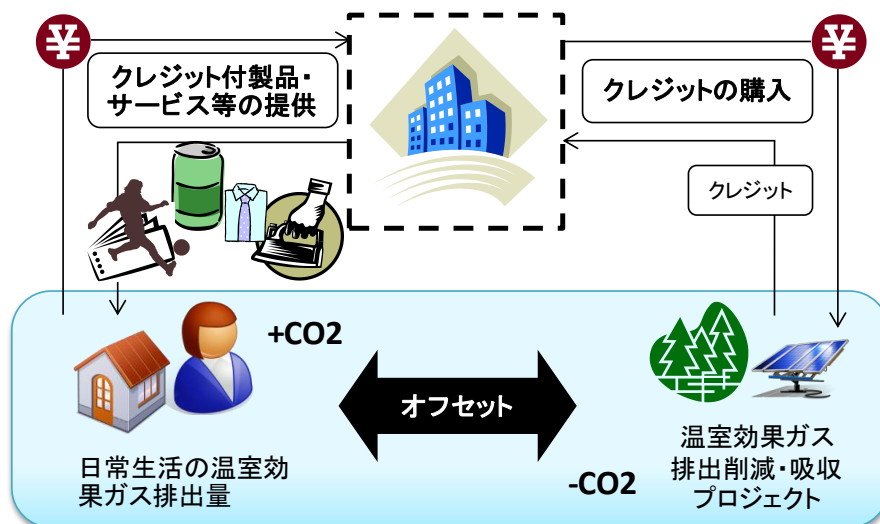 ¥
¥
クレジット付製品・
サービス等の提供
クレジットの購入
クレジット
+CO2
オフセット
日常生活の温室効
果ガス排出量
-CO2
温室効果ガス
排出削減・吸収
プロジェクト